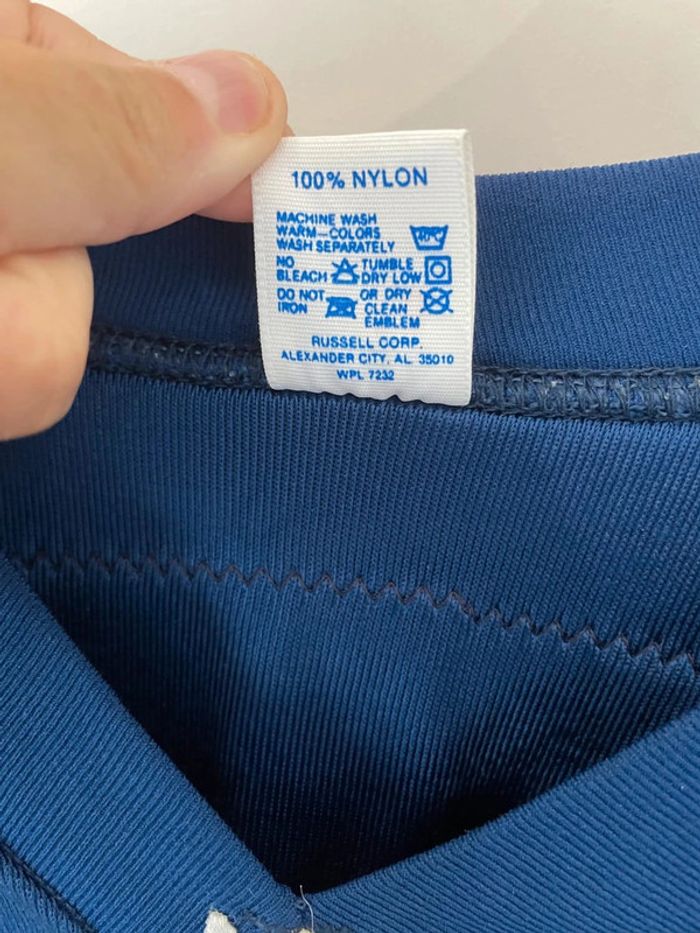 100% NYLON
MACHINE WASH
WARM-COLORS
WASH SEPARATELY
NO TUMBLE
BLEACH DRY LOW
DO NOT OR DRY
IRON CLEAN
EMBLEM
RUSSELL CORP.
ALEXANDER CITY, AL 35010
WPL 7232